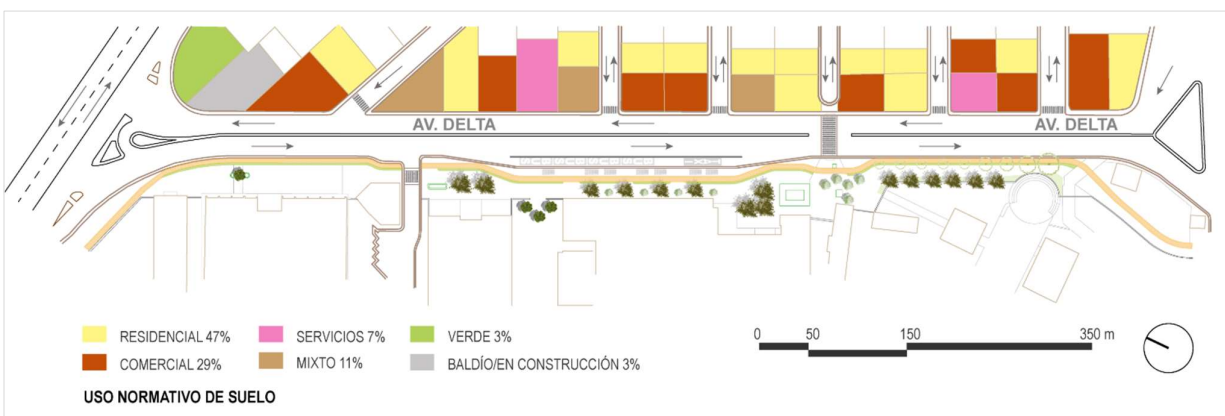 AV. DELTA
AV. DELTA
RESIDENCIAL 47%
SERVICIOS 7%
VERDE 3%
COMERCIAL 29%
MIXTO 11%
BALDÍO/EN CONSTRUCCIÓN 3%
USO NORMATIVO DE SUELO
0 50 150 350 m